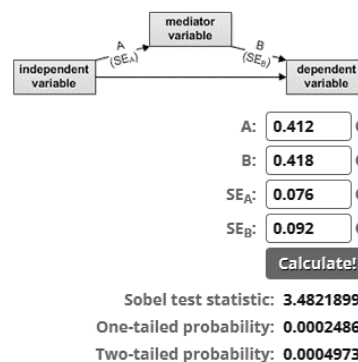 mediator
variable
A
(SEA)
B
(SEB)
independent
variable
dependent
variable
A: 0.412
B: 0.418
SEA: 0.076
SEB: 0.092
Calculate!
Sobel test statistic: 3.4821899
One-tailed probability: 0.0002486
Two-tailed probability: 0.0004973